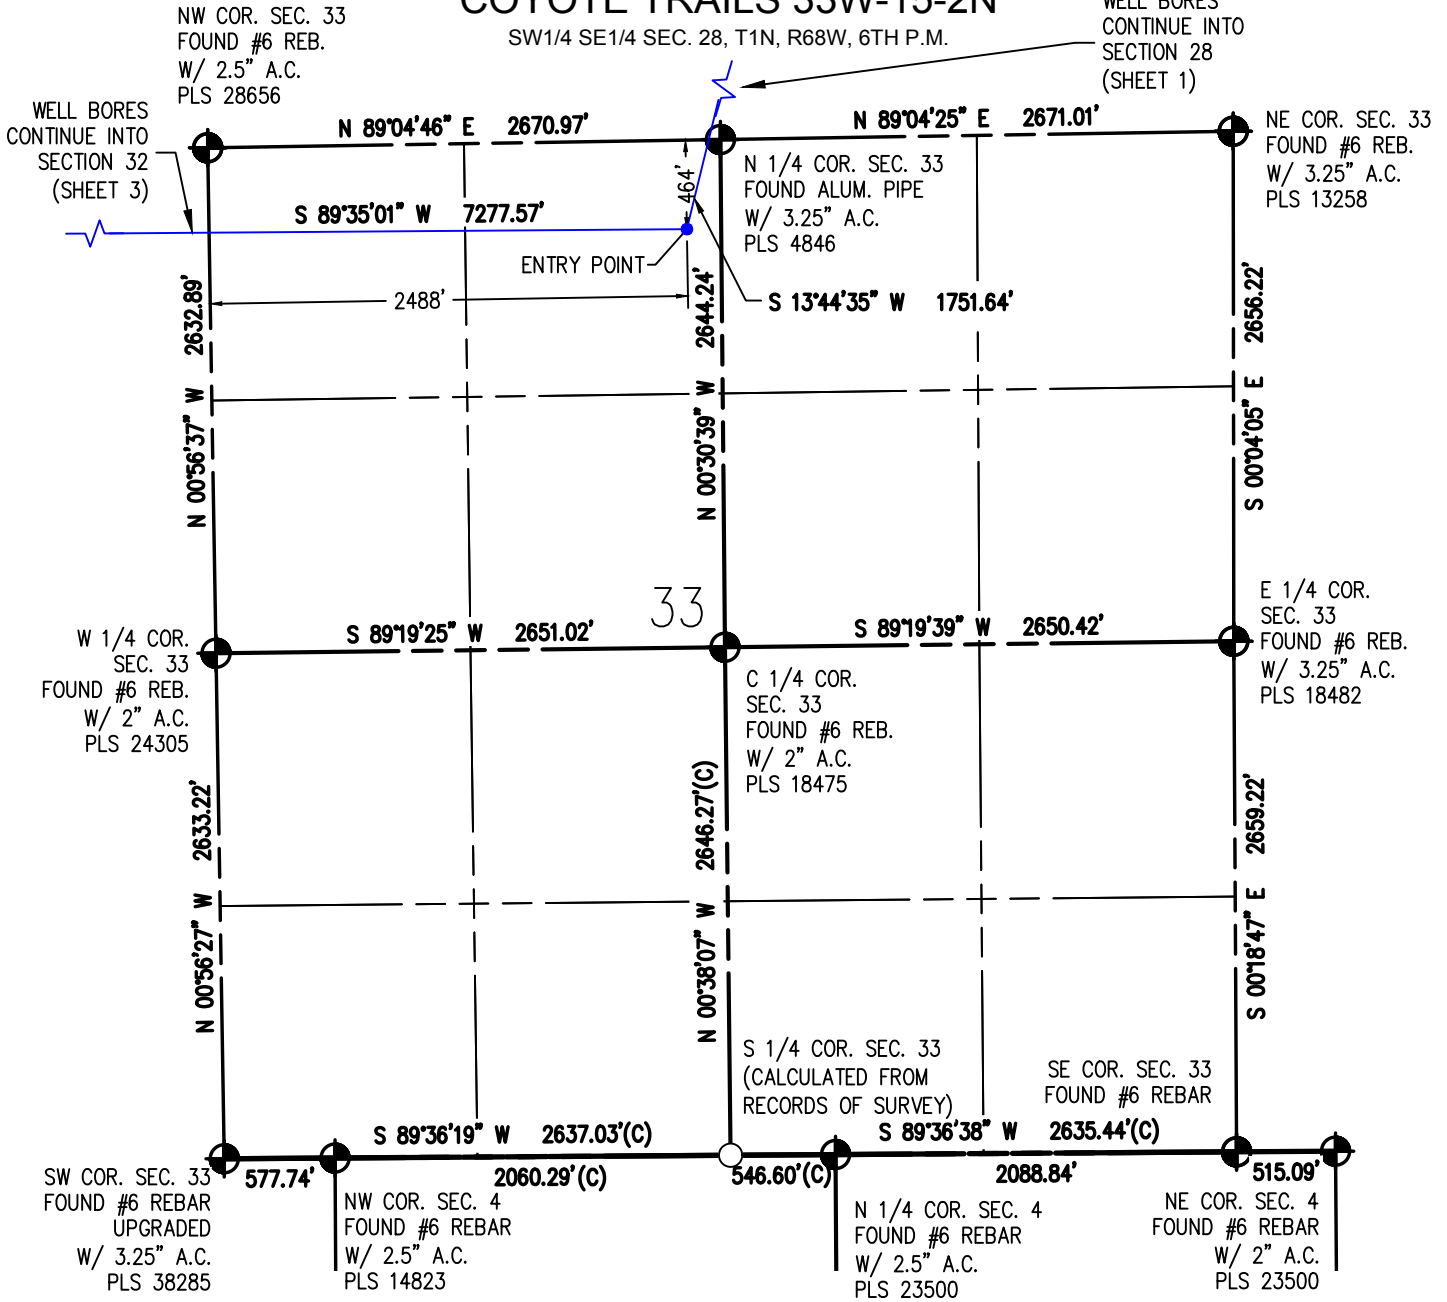 COYOTE TRAILS 33W-15-2N
SW1/4 SE1/4 SEC. 28, T1N, R68W, 6TH P.M.
NW COR. SEC. 33
FOUND #6 REB.
W/ 2.5" A.C.
PLS 28656
WELL BORES
CONTINUE INTO
SECTION 28
(SHEET 1)
WELL BORES
CONTINUE INTO
SECTION 32
(SHEET 3)
N 89°04'46" E 2670.97'
N 89°04'25" E 2671.01'
NE COR. SEC. 33
FOUND #6 REB.
W/ 3.25" A.C.
PLS 13258
N 1/4 COR. SEC. 33
FOUND ALUM. PIPE
W/ 3.25" A.C.
PLS 4846
464'
S 89°35'01" W 7277.57'
ENTRY POINT
2488'
S 13°44'35" W 1751.64'
N 00°56'37" W 2632.89'
N 00°30'39" W 2644.24'
S 00°04'05" E 2656.22'
33
S 89°19'25" W 2651.02'
S 89°19'39" W 2650.42'
W 1/4 COR.
SEC. 33
FOUND #6 REB.
W/ 2" A.C.
PLS 24305
C 1/4 COR.
SEC. 33
FOUND #6 REB.
W/ 2" A.C.
PLS 18475
E 1/4 COR.
SEC. 33
FOUND #6 REB.
W/ 3.25" A.C.
PLS 18482
N 00°56'27" W 2633.22'
N 00°38'07" W 2646.27'(C)
S 00°18'47" E 2659.22'
S 1/4 COR. SEC. 33
(CALCULATED FROM
RECORDS OF SURVEY)
SE COR. SEC. 33
FOUND #6 REBAR
S 89°36'19" W 2637.03'(C)
S 89°36'38" W 2635.44'(C)
577.74'
2060.29'(C)
546.60'(C)
2088.84'
515.09'
SW COR. SEC. 33
FOUND #6 REBAR
UPGRADED
W/ 3.25" A.C.
PLS 38285
NW COR. SEC. 4
FOUND #6 REBAR
W/ 2.5" A.C.
PLS 14823
N 1/4 COR. SEC. 4
FOUND #6 REBAR
W/ 2.5" A.C.
PLS 23500
NE COR. SEC. 4
FOUND #6 REBAR
W/ 2" A.C.
PLS 23500